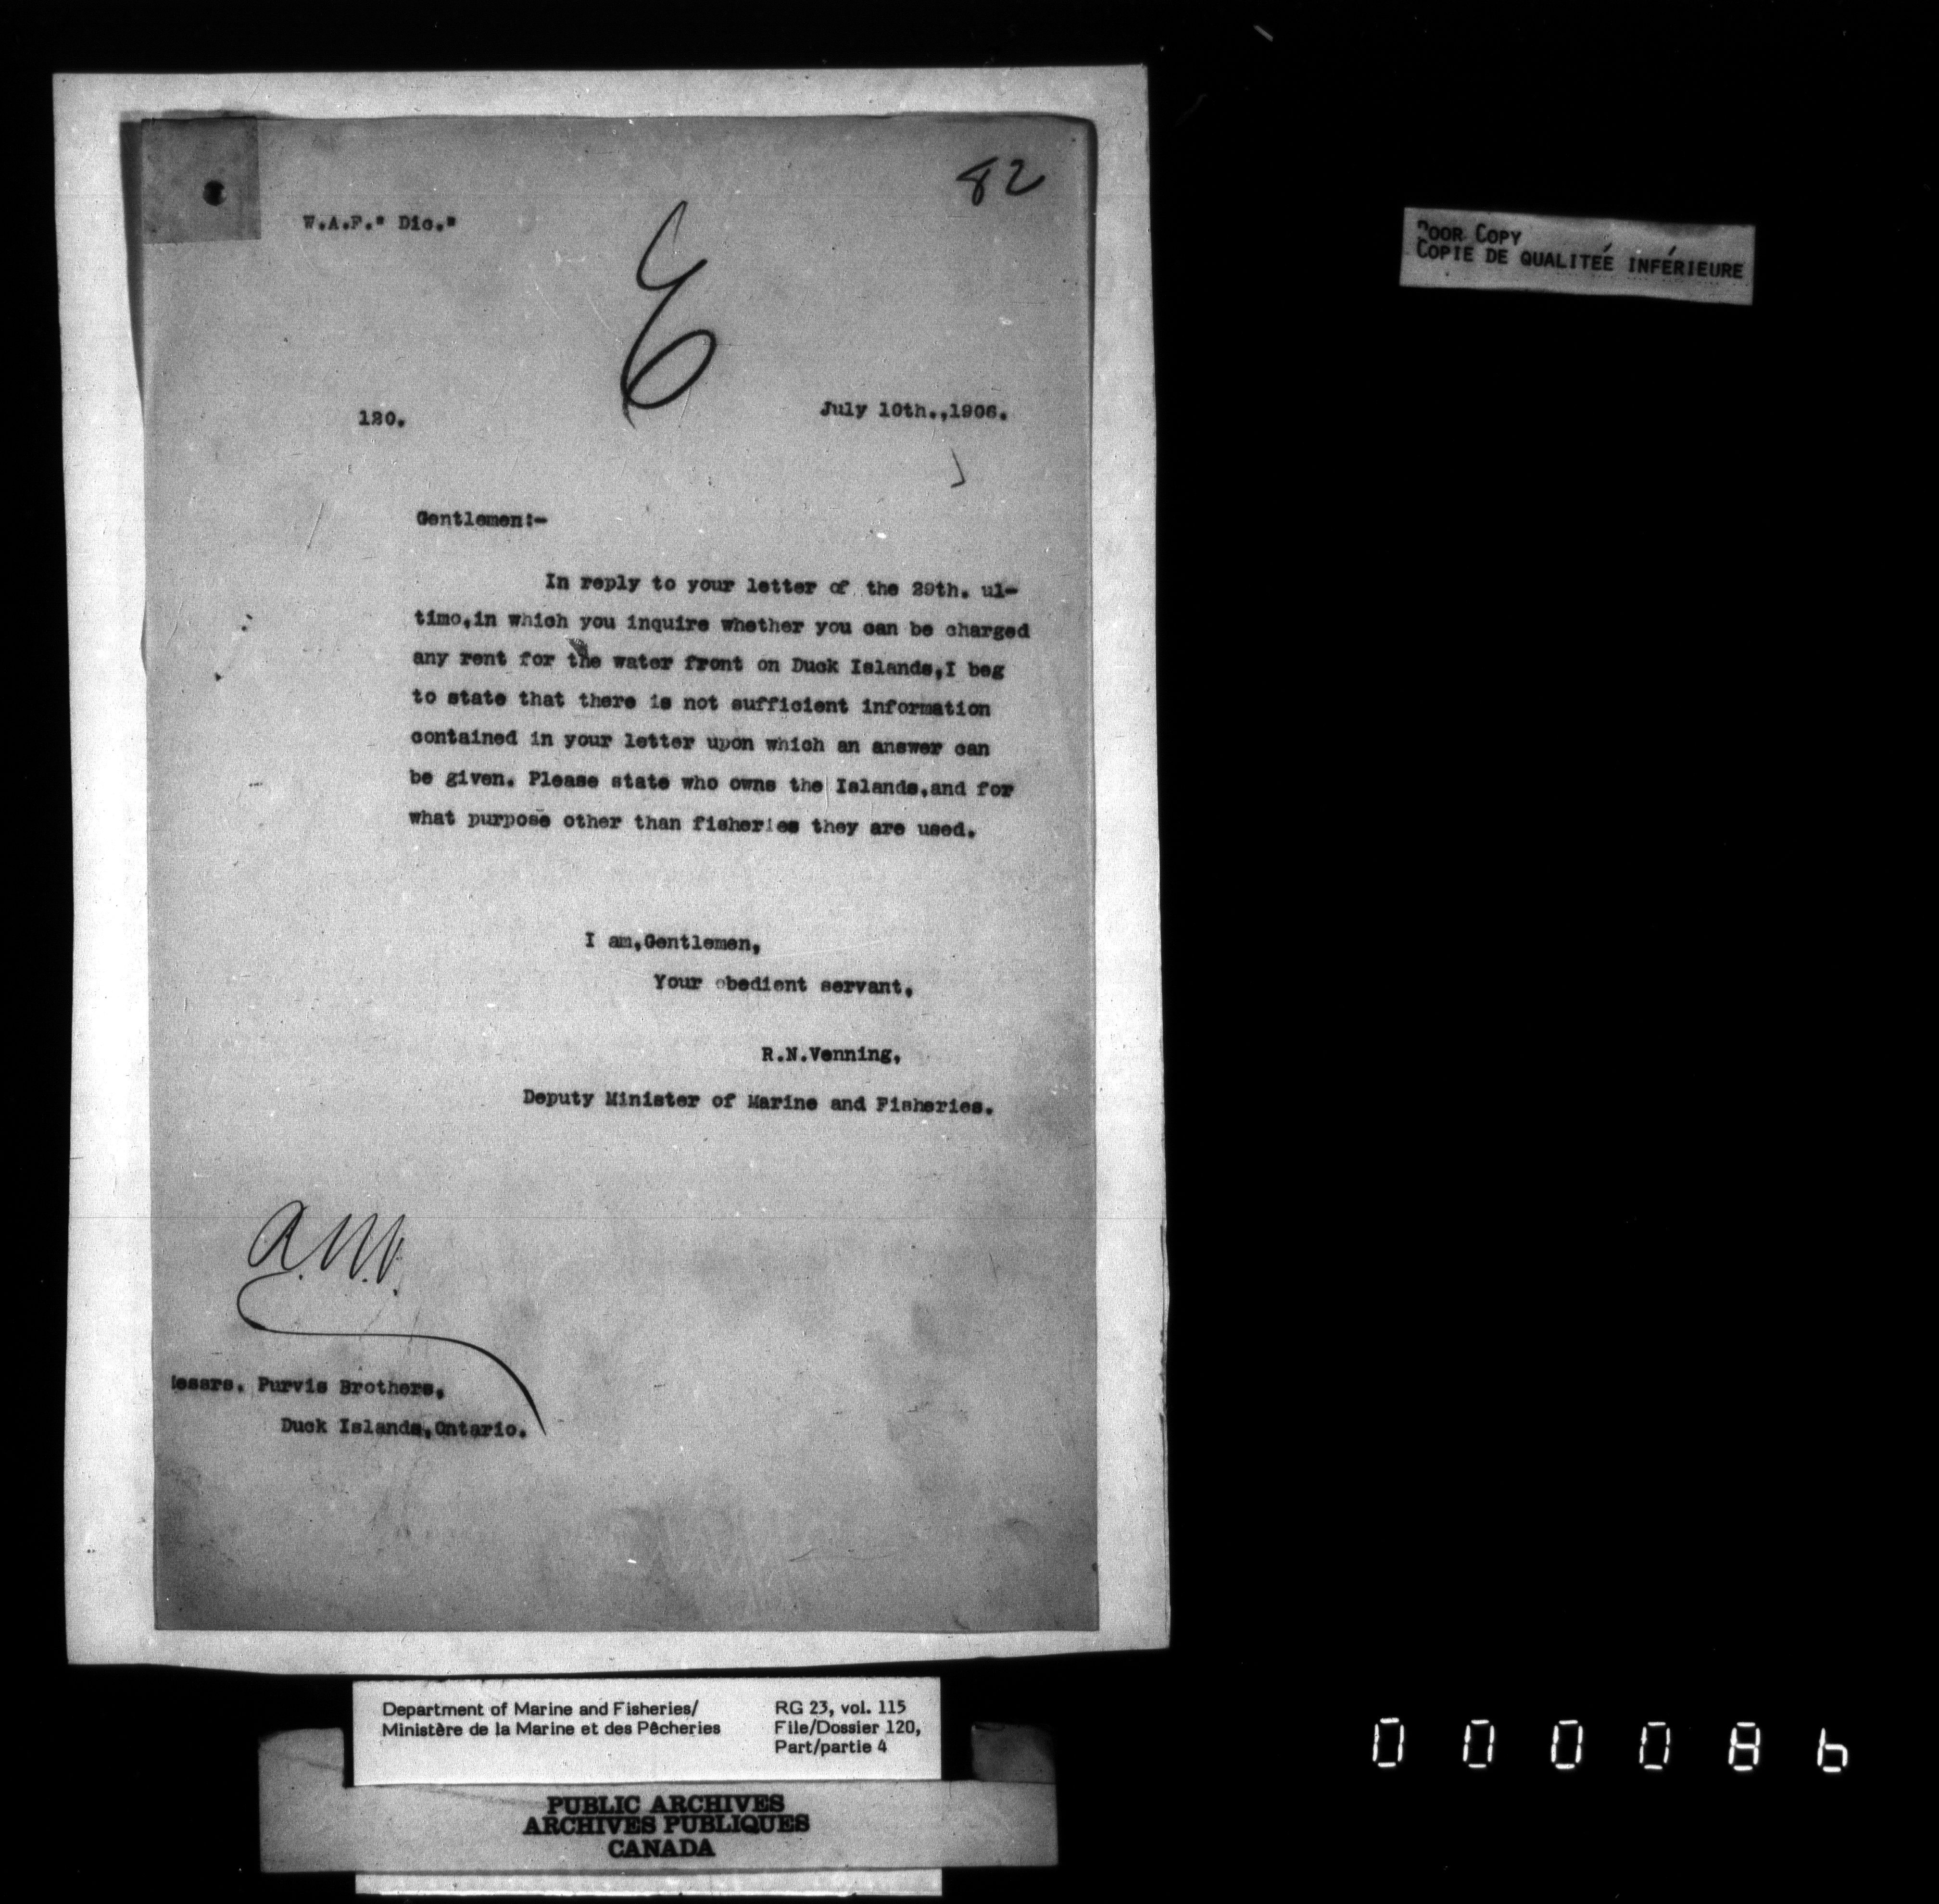 82
W.A.F." Dic."
E
120.
July 10th.,1906.
Gentlemen:-
In reply to your letter of the 29th. ul-
timo,in which you inquire whether you can be charged
any rent for the water front on Duck Islands,I beg
to state that there is not sufficient information
contained in your letter upon which an answer can
be given. Please state who owns the Islands,and for
what purpose other than fisheries they are used.
I am,Gentlemen,
Your obedient servant,
R.N.Venning,
Deputy Minister of Marine and Fisheries.
Messrs. Purvis Brothers,
Duck Islands,Ontario.
POOR COPY
COPIE DE QUALITEÉ INFÉRIEURE
Department of Marine and Fisheries/
Ministère de la Marine et des Pêcheries
RG 23, vol. 115
File/Dossier 120,
Part/partie 4
PUBLIC ARCHIVES
ARCHIVES PUBLIQUES
CANADA